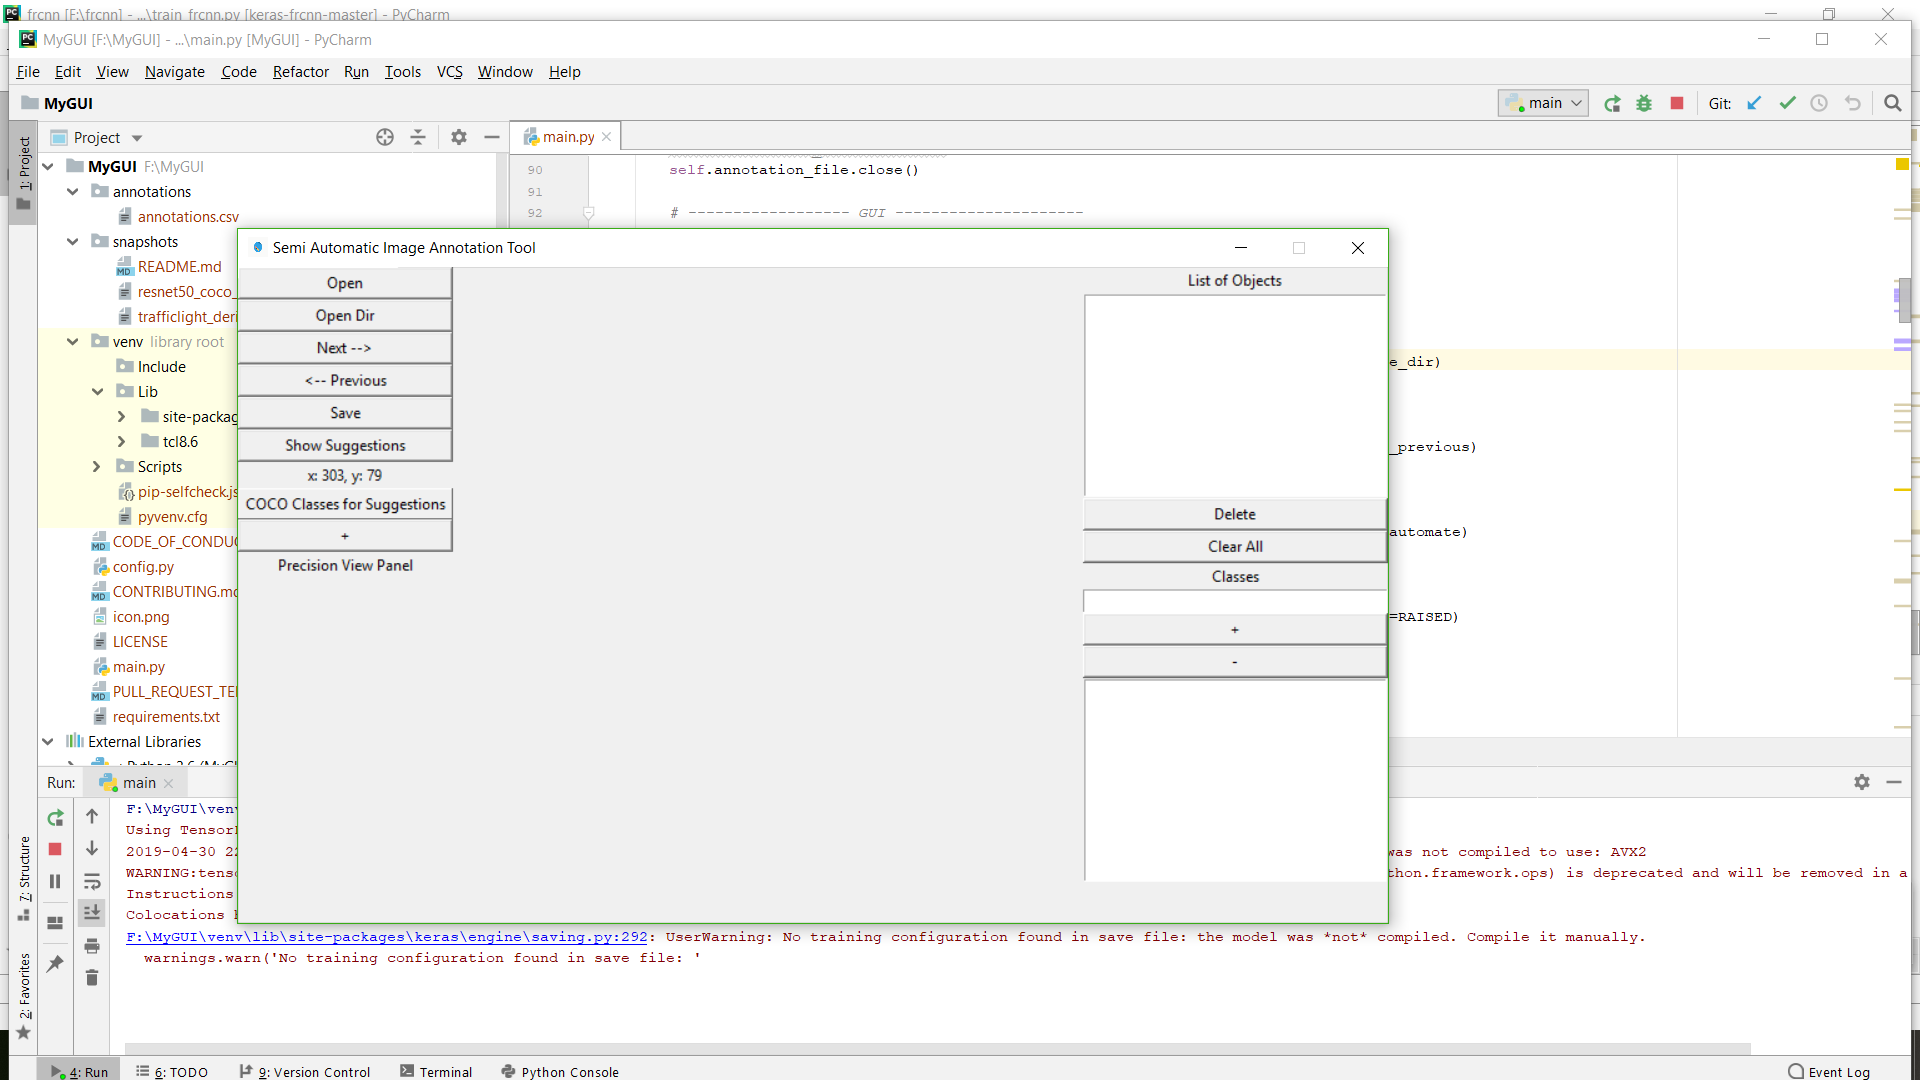 frcnn [F:\frcnn] - ...\train_frcnn.py [keras-frcnn-master] - PyCharm
MyGUI [F:\MyGUI] - ...\main.py [MyGUI] - PyCharm
File Edit View Navigate Code Refactor Run Tools VCS Window Help
MyGUI
main
Git:
1: Project
Project
main.py
MyGUI F:\MyGUI
annotations
annotations.csv
snapshots
README.md
resnet50_coco_
trafficlight_deri
venv library root
Include
Lib
site-packag
tcl8.6
Scripts
pip-selfcheck.js
pyvenv.cfg
CODE_OF_CONDUC
config.py
CONTRIBUTING.md
icon.png
LICENSE
main.py
PULL_REQUEST_TE
requirements.txt
External Libraries
90 self.annotation_file.close()
91
92 # ------------------ GUI ---------------------
e_dir)
_previous)
automate)
=RAISED)
Semi Automatic Image Annotation Tool
Open
Open Dir
Next -->
<-- Previous
Save
Show Suggestions
x: 303, y: 79
COCO Classes for Suggestions
+
Precision View Panel
List of Objects
Delete
Clear All
Classes
+
-
Run: main
F:\MyGUI\venv
Using Tensor
2019-04-30 22
was not compiled to use: AVX2
WARNING:tenso
thon.framework.ops) is deprecated and will be removed in a
Instructions
Colocations
F:\MyGUI\venv\lib\site-packages\keras\engine\saving.py:292: UserWarning: No training configuration found in save file: the model was *not* compiled. Compile it manually.
warnings.warn('No training configuration found in save file: '
7: Structure
2: Favorites
4: Run 6: TODO 9: Version Control Terminal Python Console Event Log